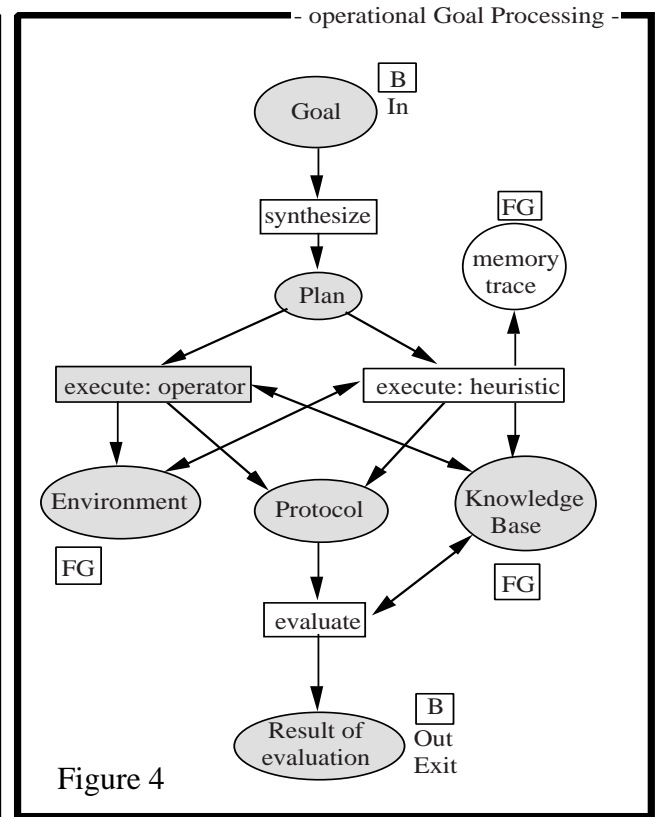 - operational Goal Processing -
B
Goal
In
synthesize
FG
memory
trace
Plan
execute: operator
execute: heuristic
Environment
Protocol
Knowledge
Base
FG
FG
evaluate
B
Result of
evaluation
Out
Exit
Figure 4